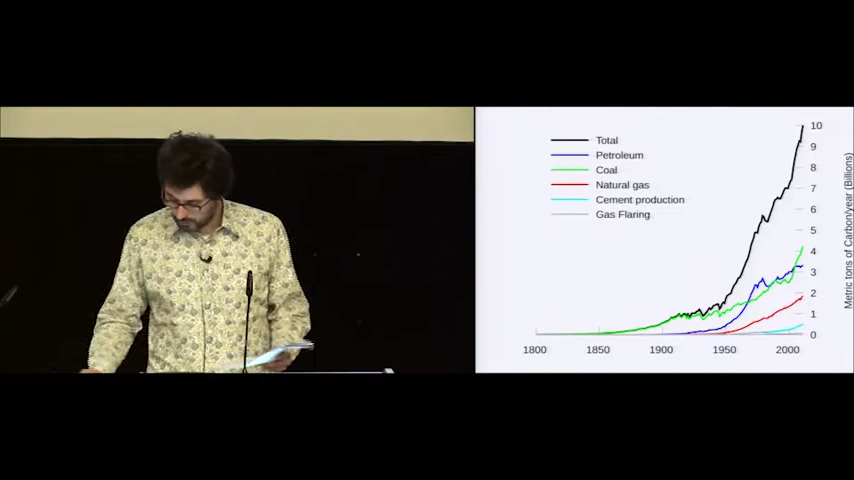 Total
Petroleum
Coal
Natural gas
Cement production
Gas Flaring
10
9
8
7
6
5
4
3
2
1
0
Metric tons of Carbon/year (Billions)
1800
1850
1900
1950
2000